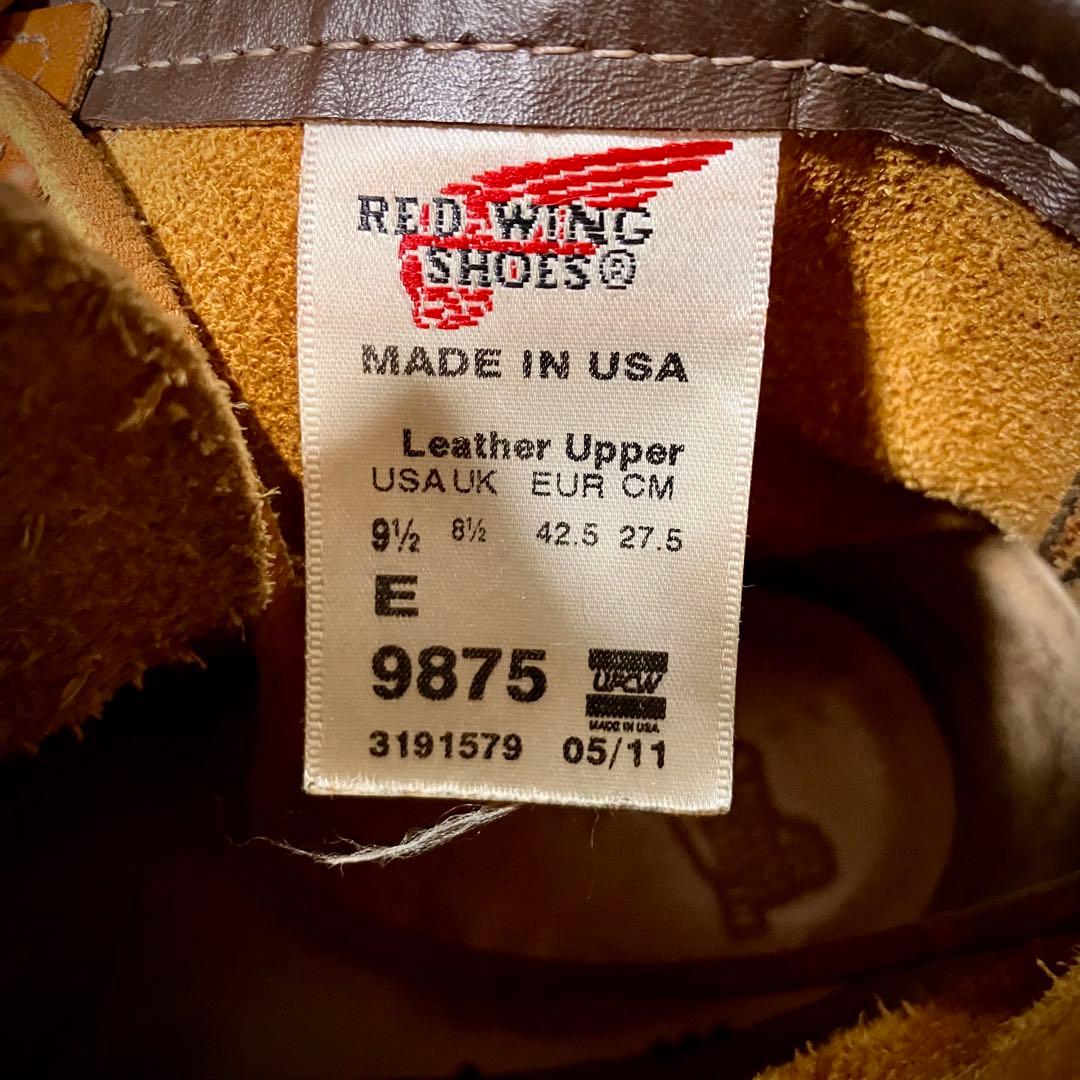 RED WING
SHOES®
MADE IN USA
Leather Upper
USA UK EUR CM
9½ 8½ 42.5 27.5
E
9875
UFCW
MADE IN USA
3191579 05/11